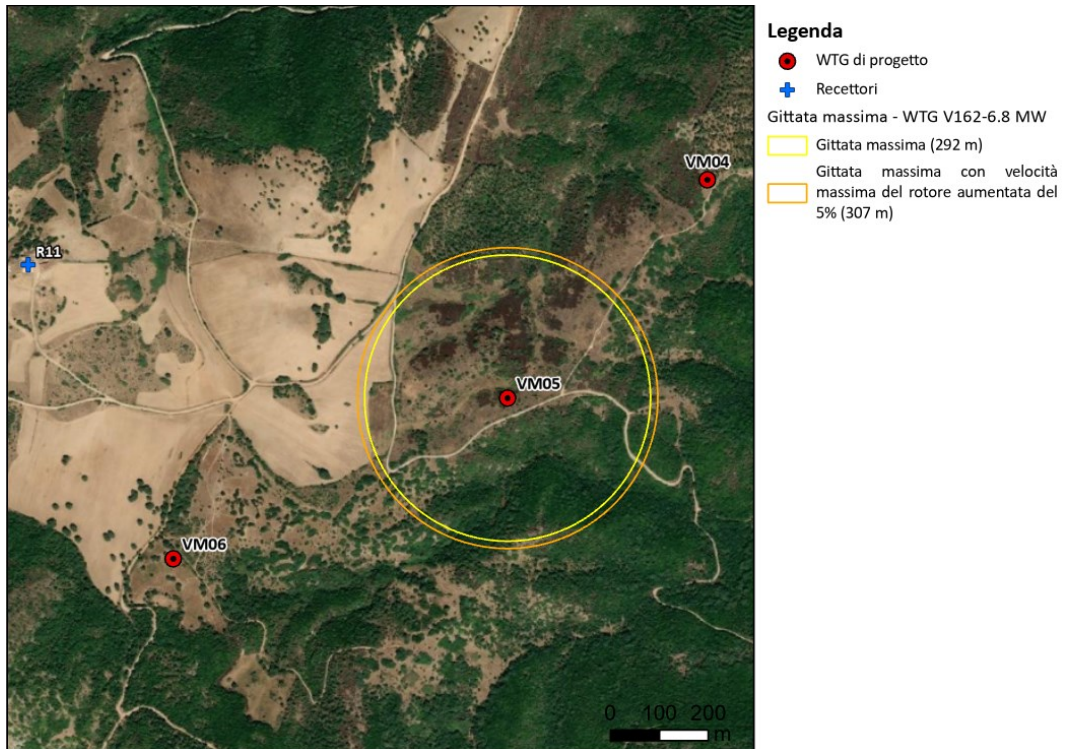 Legenda
WTG di progetto
Recettori
Gittata massima - WTG V162-6.8 MW
Gittata massima (292 m)
Gittata massima con velocità
massima del rotore aumentata del
5% (307 m)
VM04
R11
VM05
VM06
0 100 200
m